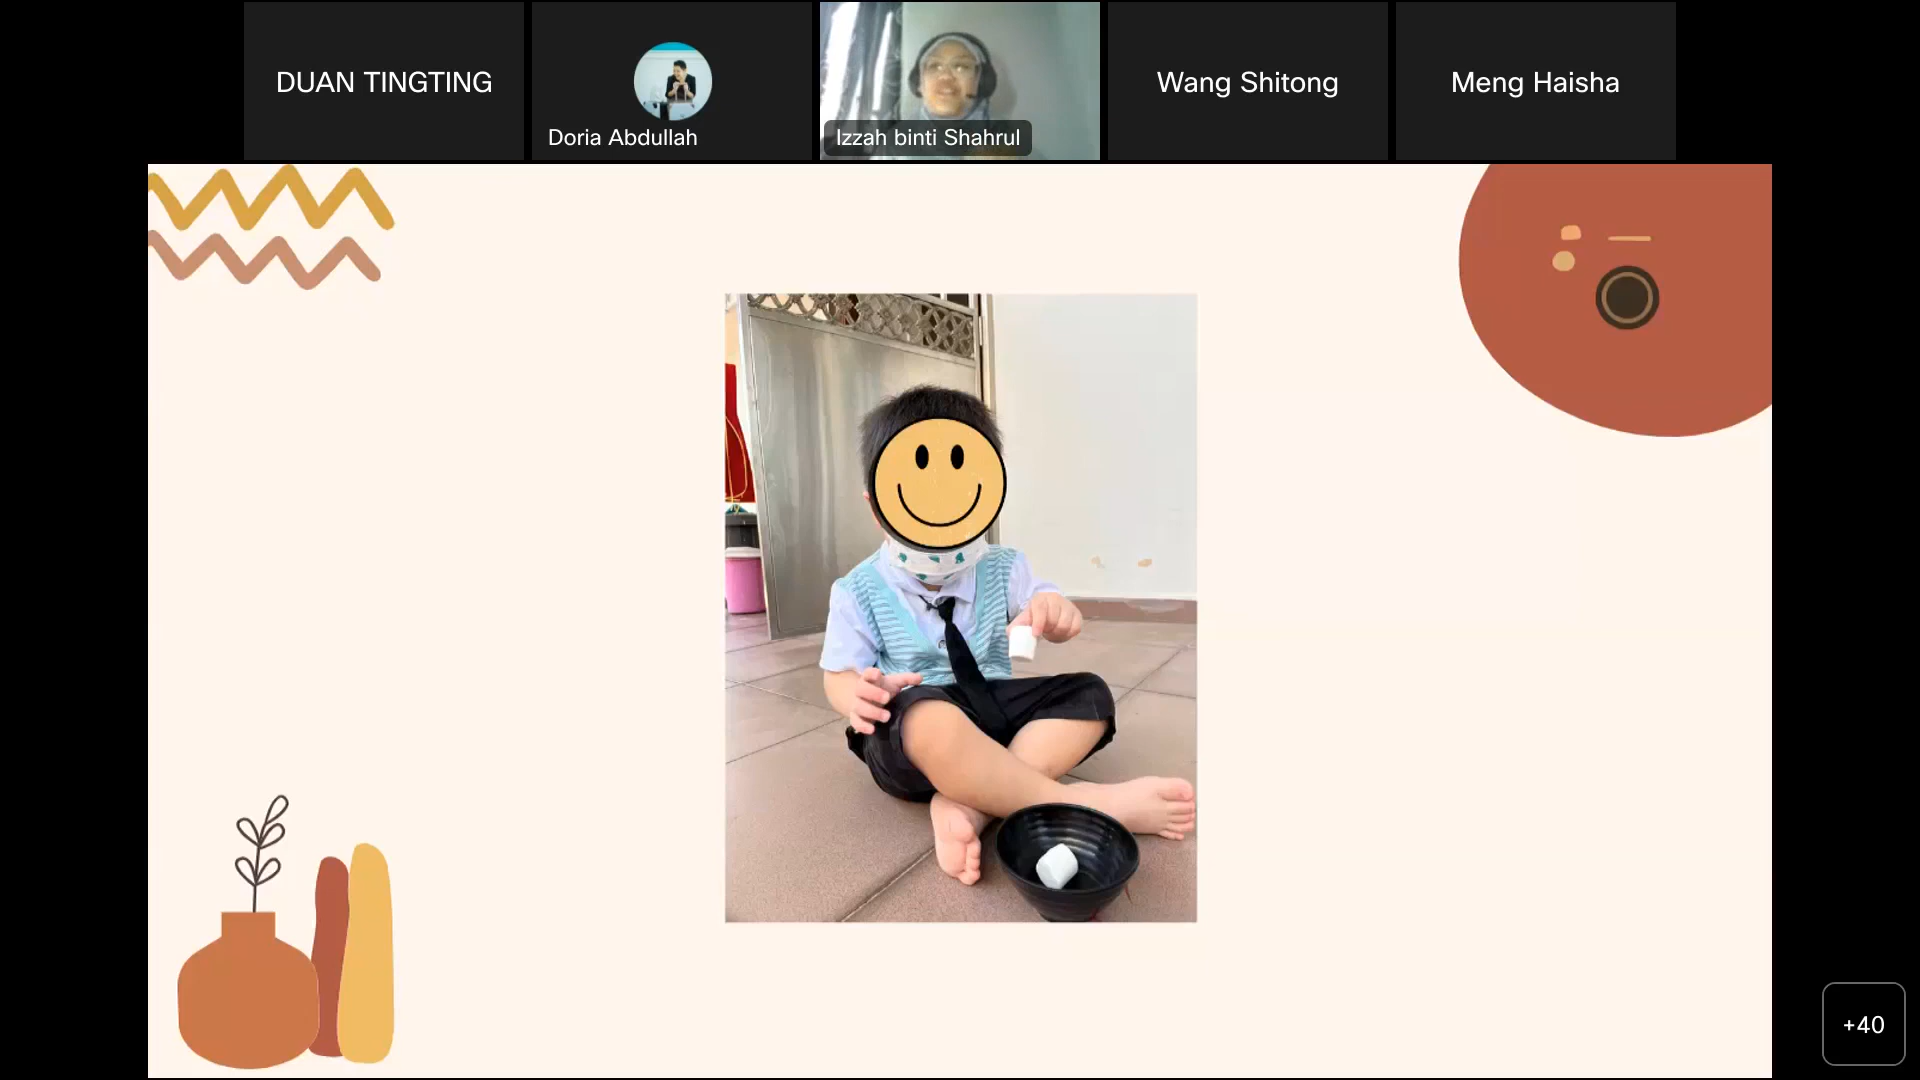 DUAN TINGTING
Doria Abdullah
Izzah binti Shahrul
Wang Shitong
Meng Haisha
+40